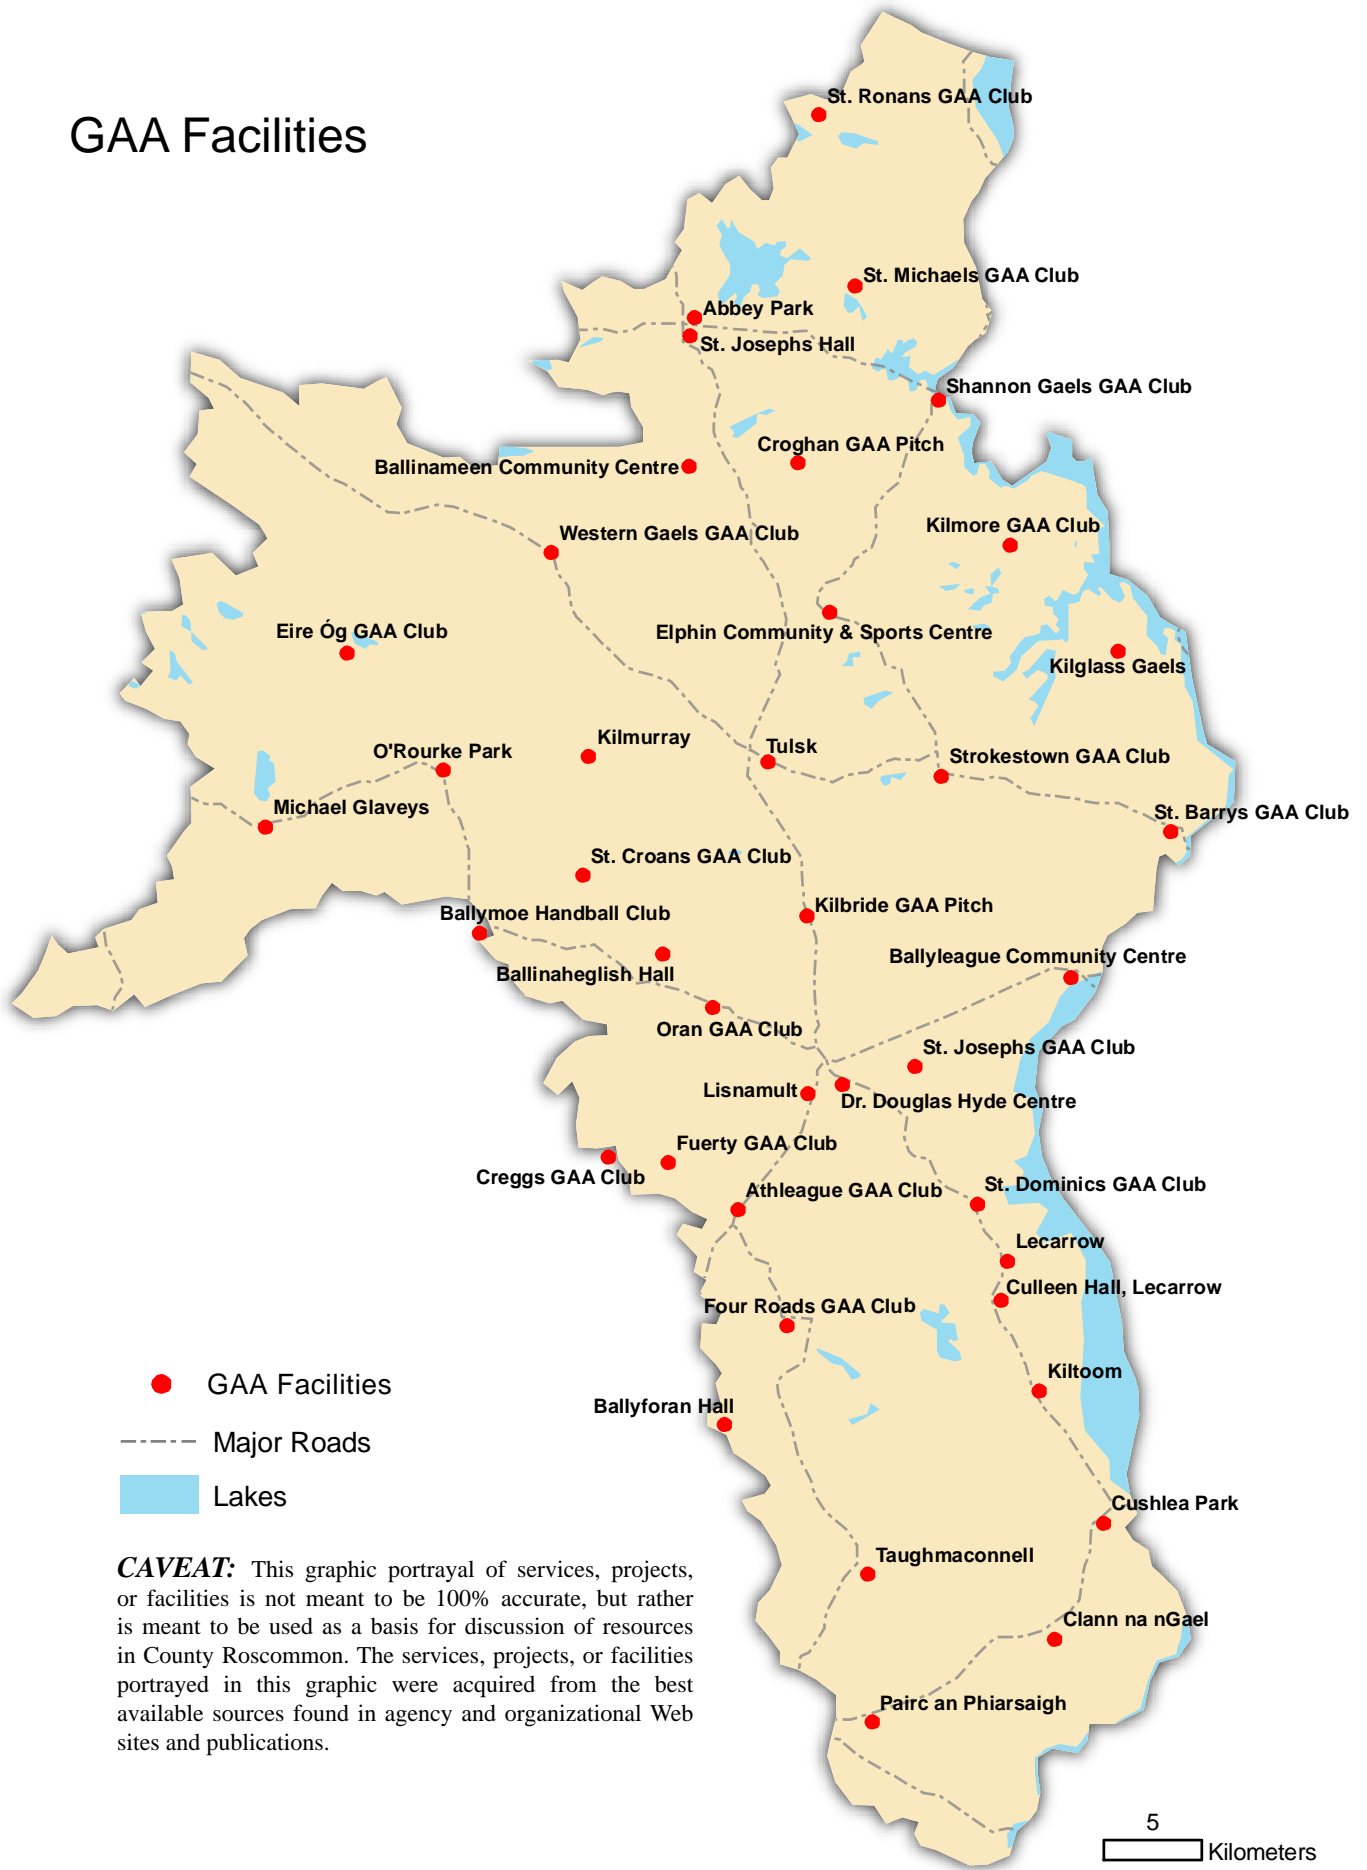 GAA Facilities
St. Ronans GAA Club
St. Michaels GAA Club
Abbey Park
St. Josephs Hall
Shannon Gaels GAA Club
Croghan GAA Pitch
Ballinameen Community Centre
Kilmore GAA Club
Western Gaels GAA Club
Eire Óg GAA Club
Elphin Community & Sports Centre
Kilglass Gaels
Kilmurray
O'Rourke Park
Tulsk
Strokestown GAA Club
Michael Glaveys
St. Barrys GAA Club
St. Croans GAA Club
Kilbride GAA Pitch
Ballymoe Handball Club
Ballyleague Community Centre
Ballinaheglish Hall
Oran GAA Club
St. Josephs GAA Club
Lisnamult
Dr. Douglas Hyde Centre
Fuerty GAA Club
Creggs GAA Club
Athleague GAA Club
St. Dominics GAA Club
Lecarrow
Culleen Hall, Lecarrow
Four Roads GAA Club
Kiltoom
Ballyforan Hall
Cushlea Park
Taughmaconnell
Clann na nGael
Pairc an Phiarsaigh
GAA Facilities
Major Roads
Lakes
CAVEAT: This graphic portrayal of services, projects,
or facilities is not meant to be 100% accurate, but rather
is meant to be used as a basis for discussion of resources
in County Roscommon. The services, projects, or facilities
portrayed in this graphic were acquired from the best
available sources found in agency and organizational Web
sites and publications.
5
Kilometers